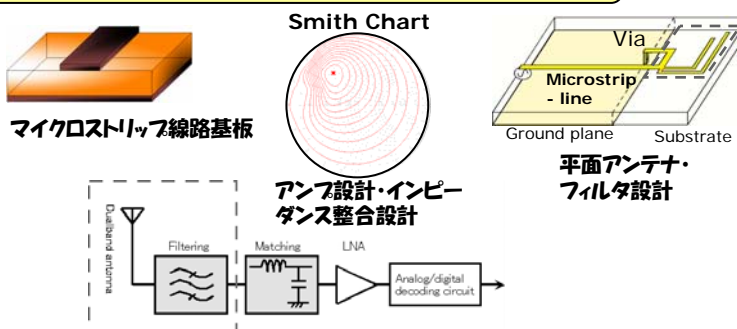 Smith Chart
マイクロストリップ線路基板
アンプ設計・インピー
ダンス整合設計
Via
Microstrip
- line
Ground plane
Substrate
平面アンテナ・
フィルタ設計
Dualband antenna
Filtering
Matching
LNA
Analog/digital
decoding circuit